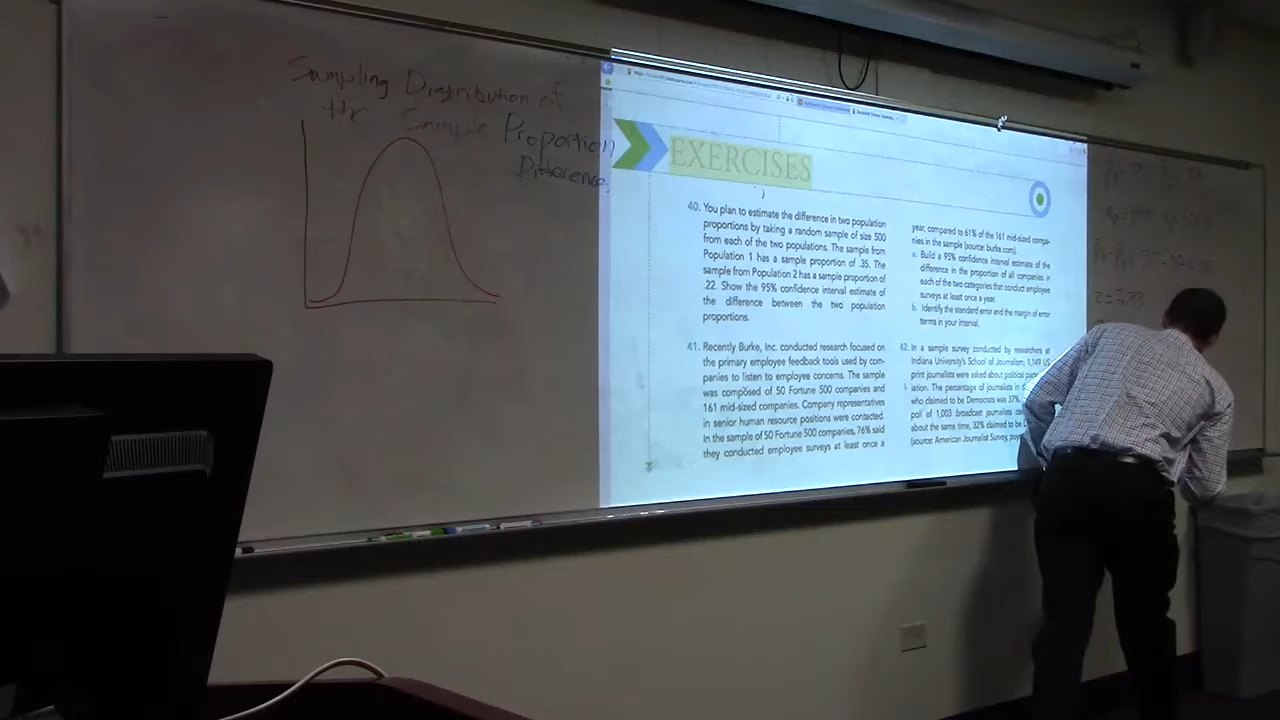 Sampling Distribution of
the Sample Proportion
Difference
EXERCISES
40. You plan to estimate the difference in two population
proportions by taking a random sample of size 500
from each of the two populations. The sample from
Population 1 has a sample proportion of .35. The
sample from Population 2 has a sample proportion of
.22. Show the 95% confidence interval estimate of
the difference between the two population
proportions.
41. Recently Burke, Inc. conducted research focused on
the primary employee feedback tools used by com-
panies to listen to employee concerns. The sample
was composed of 50 Fortune 500 companies and
161 mid-sized companies. Company representatives
in senior human resource positions were contacted.
In the sample of 50 Fortune 500 companies, 76% said
they conducted employee surveys at least once a
year, compared to 61% of the 161 mid-sized compa-
nies in the sample (source: burke.com).
a. Build a 95% confidence interval estimate of the
difference in the proportion of all companies in
each of the two categories that conduct employee
surveys at least once a year.
b. Identify the standard error and the margin of error
terms in your interval.
42. In a sample survey conducted by researchers at
Indiana University's School of Journalism, 1,149 US
print journalists were asked about political
iation. The percentage of journalists in
who claimed to be Democrats was 37%.
poll of 1,003 broadcast journalists
about the same time, 32% claimed to be
(source: American Journalist Survey,